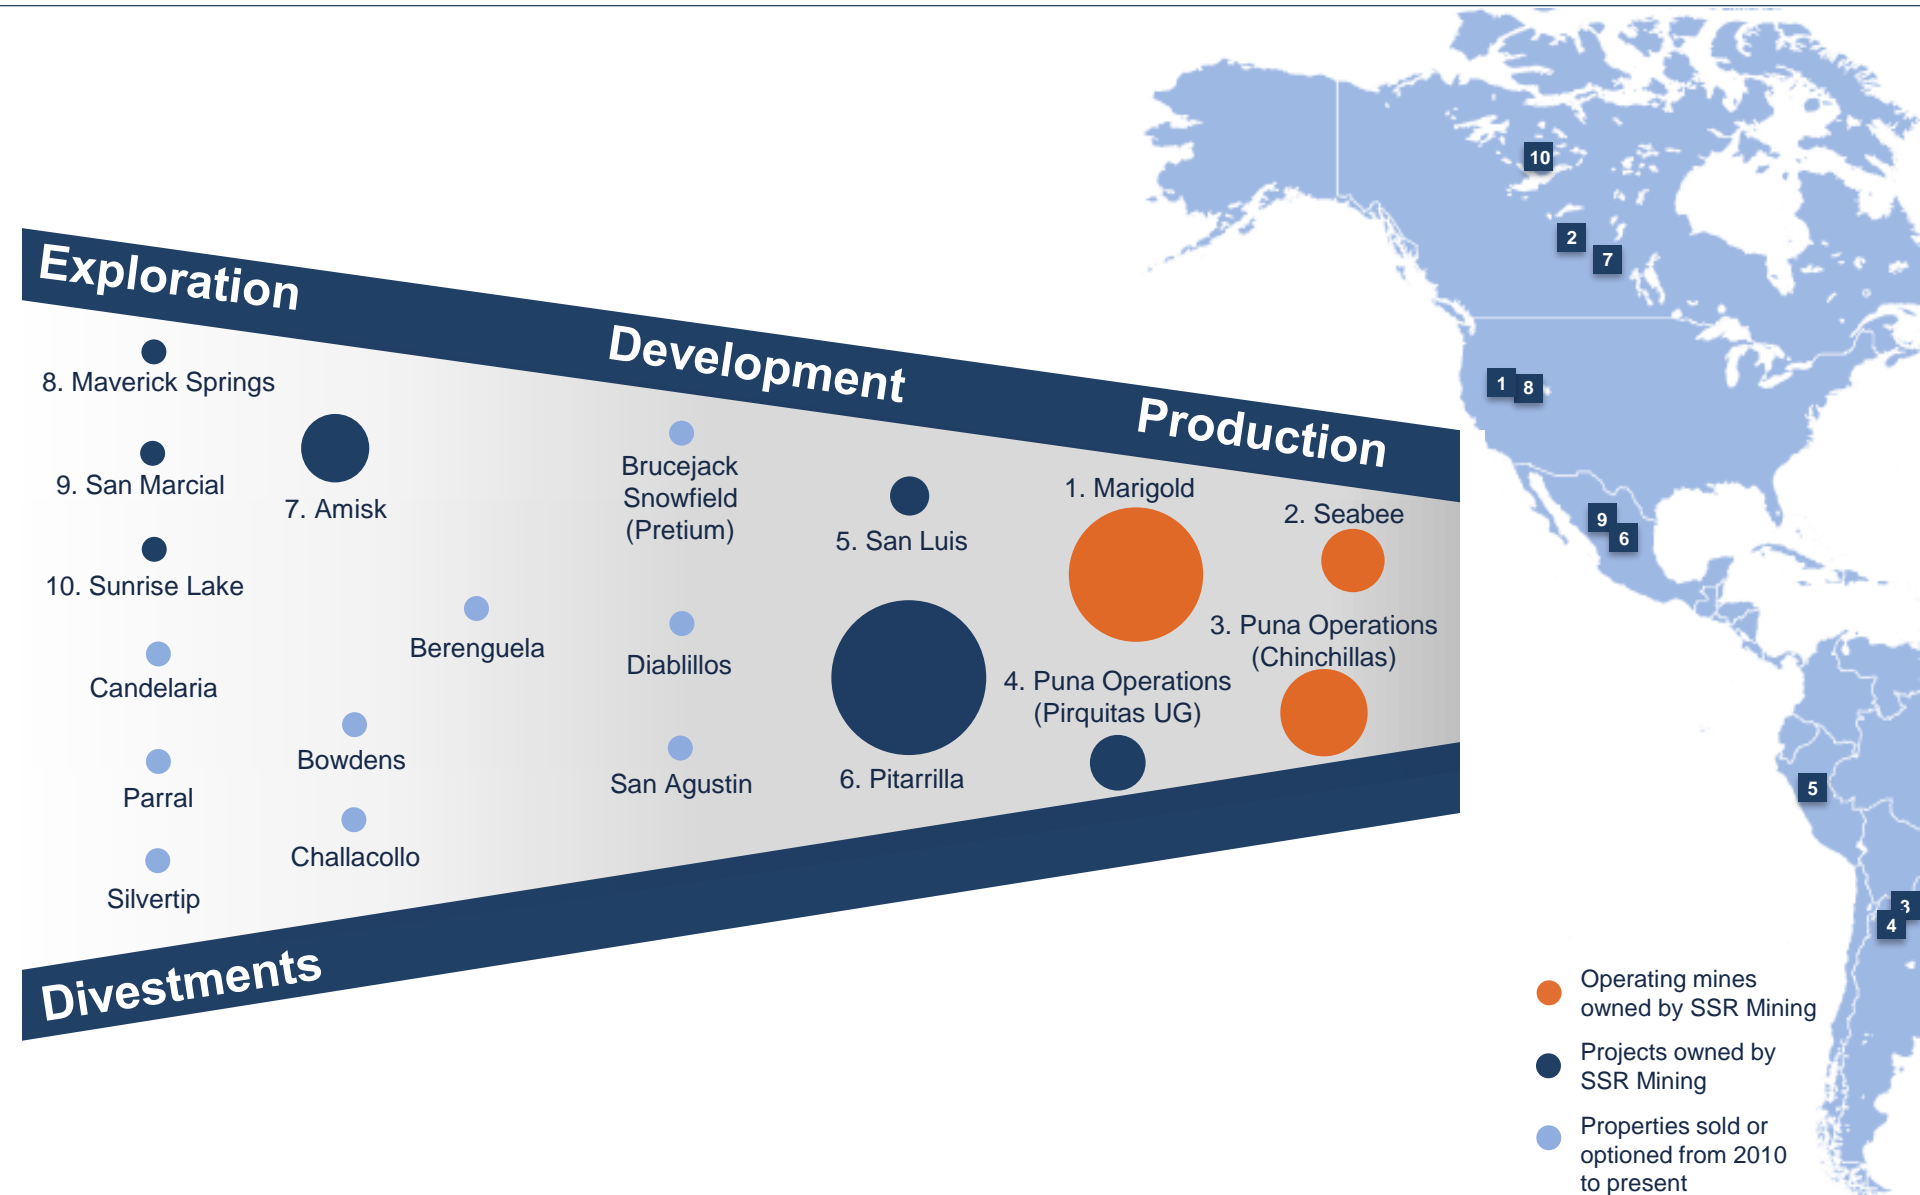 Exploration
Development
Production
8. Maverick Springs
9. San Marcial
7. Amisk
10. Sunrise Lake
Candelaria
Parral
Silvertip
Bowdens
Challacollo
Berenguela
Brucejack
Snowfield
(Pretium)
Diablillos
San Agustin
5. San Luis
6. Pitarrilla
1. Marigold
2. Seabee
3. Puna Operations
(Chinchillas)
4. Puna Operations
(Pirquitas UG)
Divestments
10
2
7
1
8
9
6
5
3
4
Operating mines
owned by SSR Mining
Projects owned by
SSR Mining
Properties sold or
optioned from 2010
to present